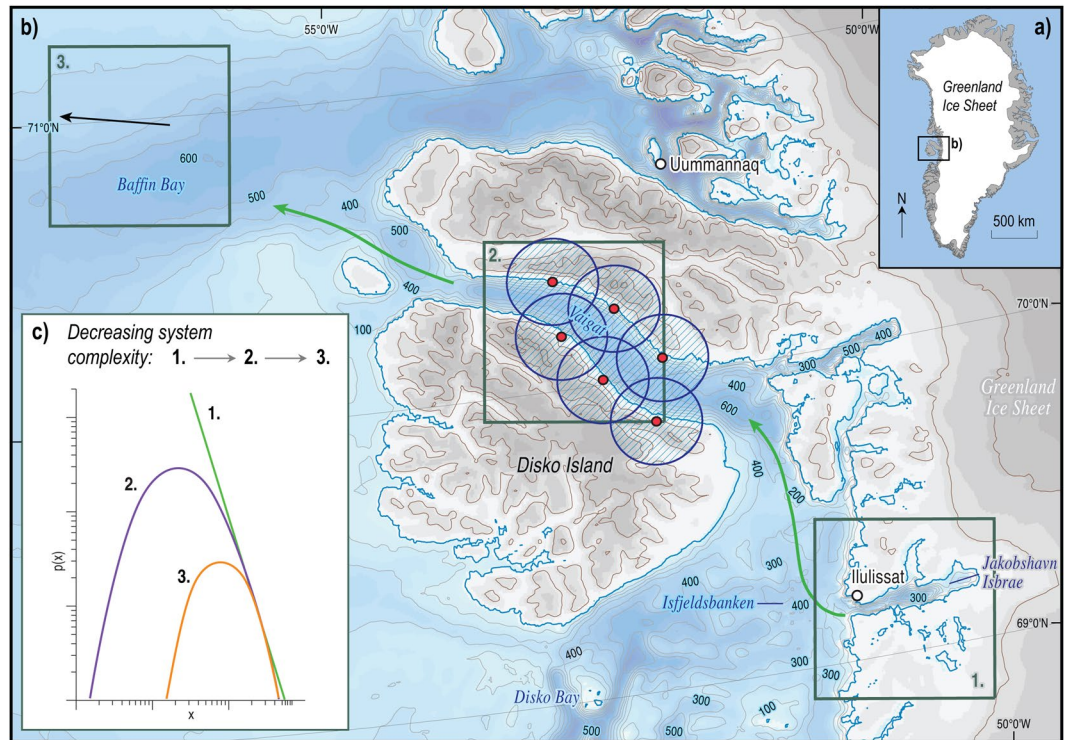 b)
55°0'W
50°0'W
a)
Greenland
Ice Sheet
b)
N
500 km
3.
71°0'N
600
Baffin Bay
500
400
500
400
100
Uummannaq
2.
Vaigat
70°0'N
400
500
300
400
600
Greenland
Ice Sheet
Disko Island
400
200
300
Ilulissat
Jakobshavn
Isbrae
300
400
Isfjeldsbanken
400
69°0'N
400
300
300
300
1.
Disko Bay
100
500
500
50°0'W
c)
Decreasing system
complexity: 1. 2. 3.
1.
2.
3.
p(x)
x